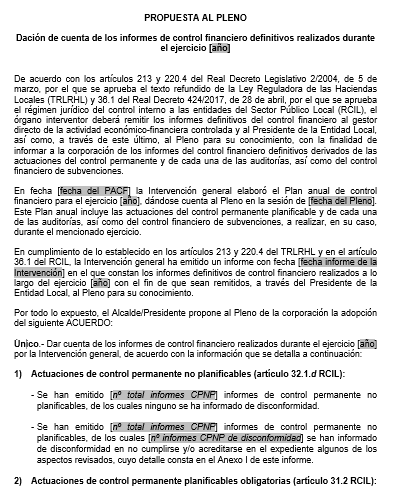 PROPUESTA AL PLENO
Dación de cuenta de los informes de control financiero definitivos realizados durante
el ejercicio [año]
De acuerdo con los artículos 213 y 220.4 del Real Decreto Legislativo 2/2004, de 5 de
marzo, por el que se aprueba el texto refundido de la Ley Reguladora de las Haciendas
Locales (TRLRHL) y 36.1 del Real Decreto 424/2017, de 28 de abril, por el que se aprueba
el régimen jurídico del control interno a las entidades del Sector Público Local (RCIL), el
órgano interventor deberá remitir los informes definitivos del control financiero al gestor
directo de la actividad económico-financiera controlada y al Presidente de la Entidad Local,
así como, a través de este último, al Pleno para su conocimiento, con la finalidad de
informar a la corporación de los informes del control financiero definitivos derivados de las
actuaciones del control permanente y de cada una de las auditorías, así como del control
financiero de subvenciones.
En fecha [fecha del PACF] la Intervención general elaboró el Plan anual de control
financiero para el ejercicio [año], dándose cuenta al Pleno en la sesión de [fecha del Pleno].
Este Plan anual incluye las actuaciones del control permanente planificable y de cada una
de las auditorías, así como del control financiero de subvenciones, a realizar, en su caso,
durante el mencionado ejercicio.
En cumplimiento de lo establecido en los artículos 213 y 220.4 del TRLRHL y en el artículo
36.1 del RCIL, la Intervención general ha emitido un informe con fecha [fecha informe de la
Intervención] en el que constan los informes definitivos de control financiero realizados a lo
largo del ejercicio [año] con el fin de que sean remitidos, a través del Presidente de la
Entidad Local, al Pleno para su conocimiento.
Por todo lo expuesto, el Alcalde/Presidente propone al Pleno de la corporación la adopción
del siguiente ACUERDO:
Único.- Dar cuenta de los informes de control financiero realizados durante el ejercicio [año]
por la Intervención general, de acuerdo con la información que se detalla a continuación:
1) Actuaciones de control permanente no planificables (artículo 32.1.d RCIL):
- Se han emitido [nº total informes CPNP] informes de control permanente no
planificables, de los cuales ninguno se ha informado de disconformidad.
- Se han emitido [nº total informes CPNP] informes de control permanente no
planificables, de los cuales [nº informes CPNP de disconformidad] se han informado
de disconformidad en no cumplirse y/o acreditarse en el expediente algunos de los
aspectos revisados, cuyo detalle consta en el Anexo I de este informe.
2) Actuaciones de control permanente planificables obligatorias (artículo 31.2 RCIL):